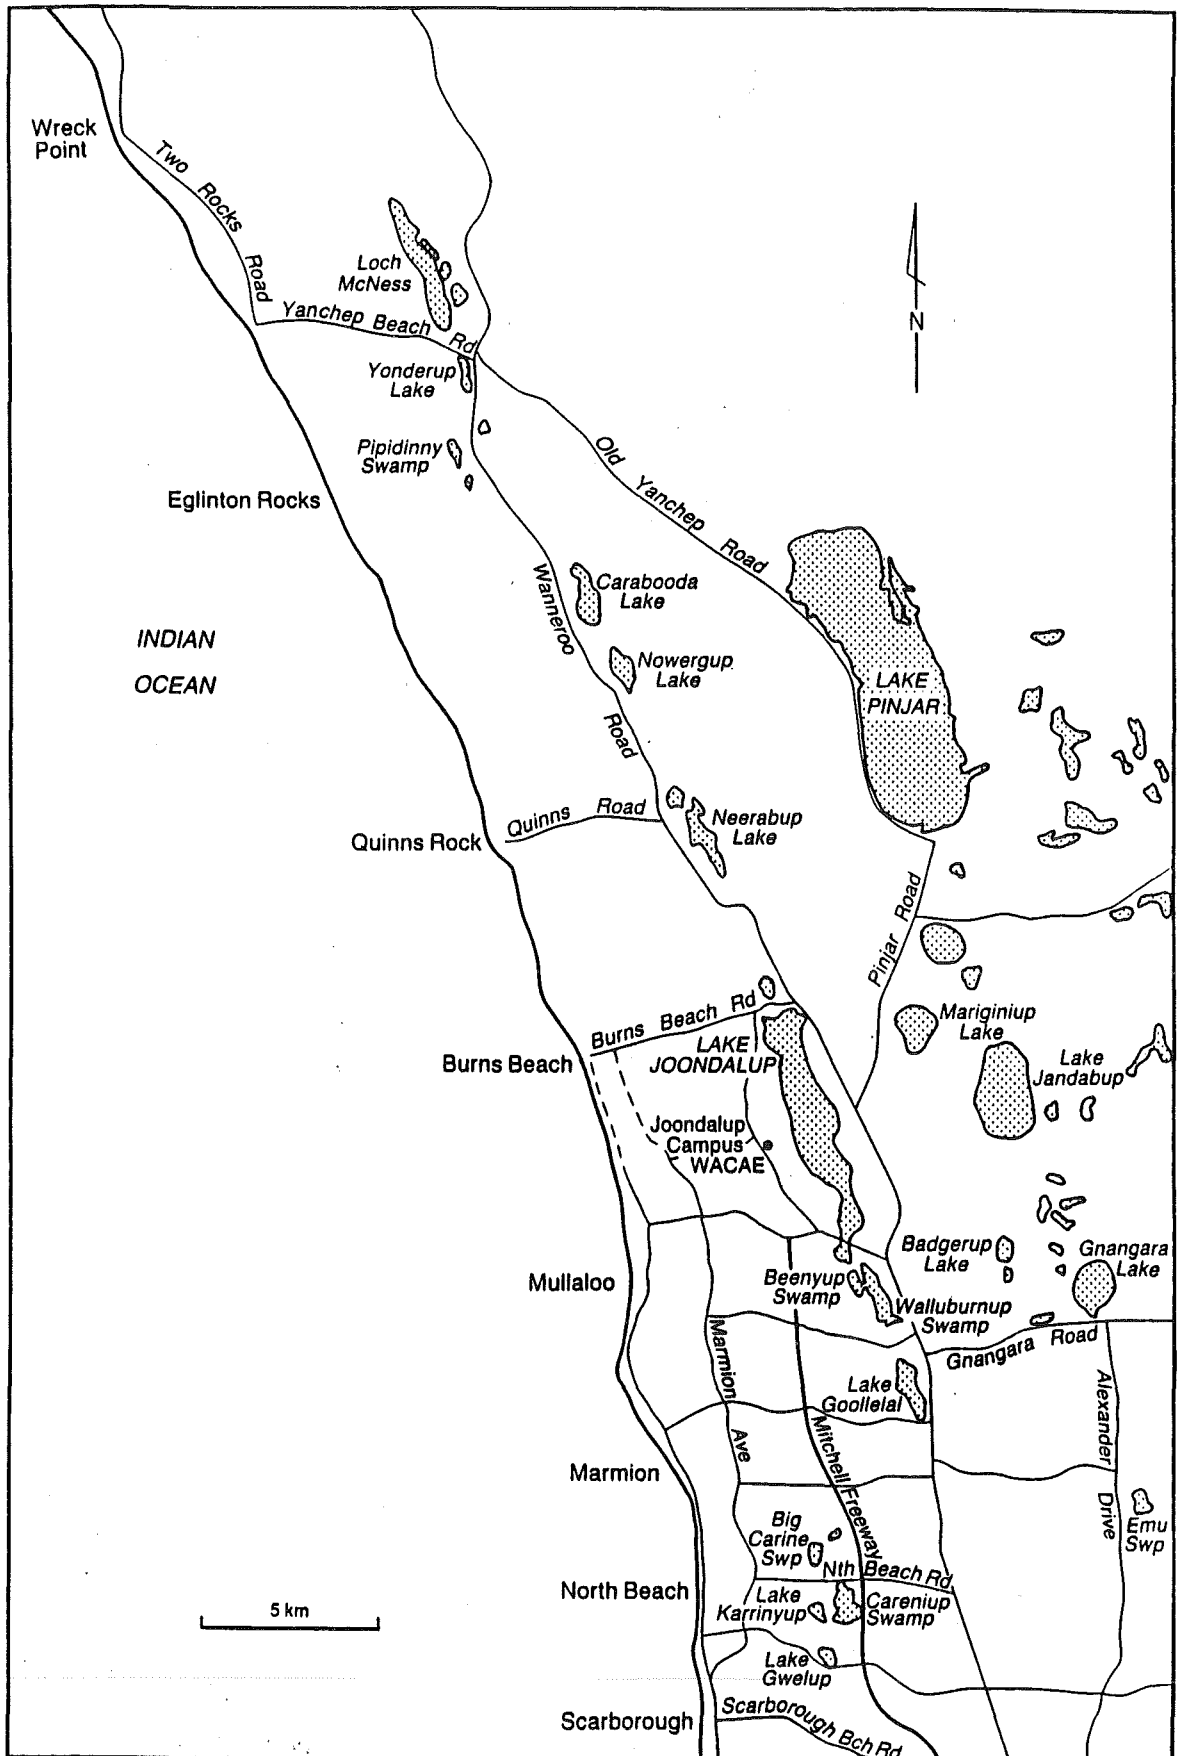 Wreck
Point
Two Rocks Road
Loch
McNess
Yanchep Beach Rd
N
Yonderup
Lake
Pipidinny
Swamp
Old Yanchep Road
Eglinton Rocks
Wanneroo Road
Carabooda
Lake
INDIAN
OCEAN
Nowergup
Lake
LAKE
PINJAR
Quinns Road
Neerabup
Lake
Quinns Rock
Pinjar Road
Mariginiup
Lake
Burns Beach Rd
LAKE
JOONDALUP
Burns Beach
Lake
Jandabup
Joondalup
Campus
WACAE
Badgerup
Lake
Gnangara
Lake
Mullaloo
Beenyup
Swamp
Walluburnup
Swamp
Gnangara Road
Marmion Ave
Lake
Goollelal
Alexander Drive
Mitchell Freeway
Marmion
Emu
Swp
Big
Carine
Swp
Nth Beach Rd
North Beach
Lake
Karrinyup
Careniup
Swamp
5 km
Lake
Gwelup
Scarborough
Scarborough Bch Rd